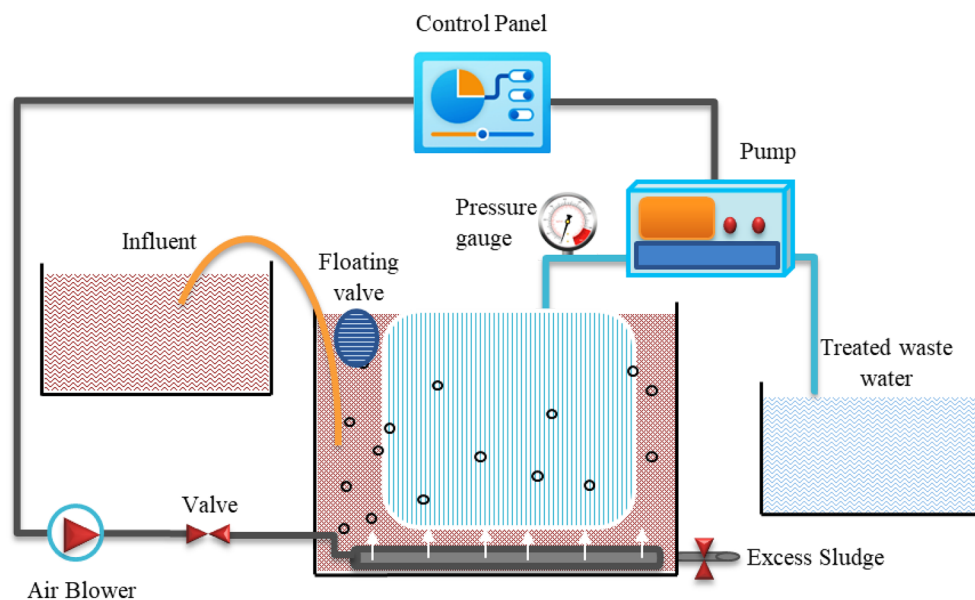 Control Panel
Pump
Pressure
gauge
Influent
Floating
valve
Treated waste
water
Valve
Excess Sludge
Air Blower